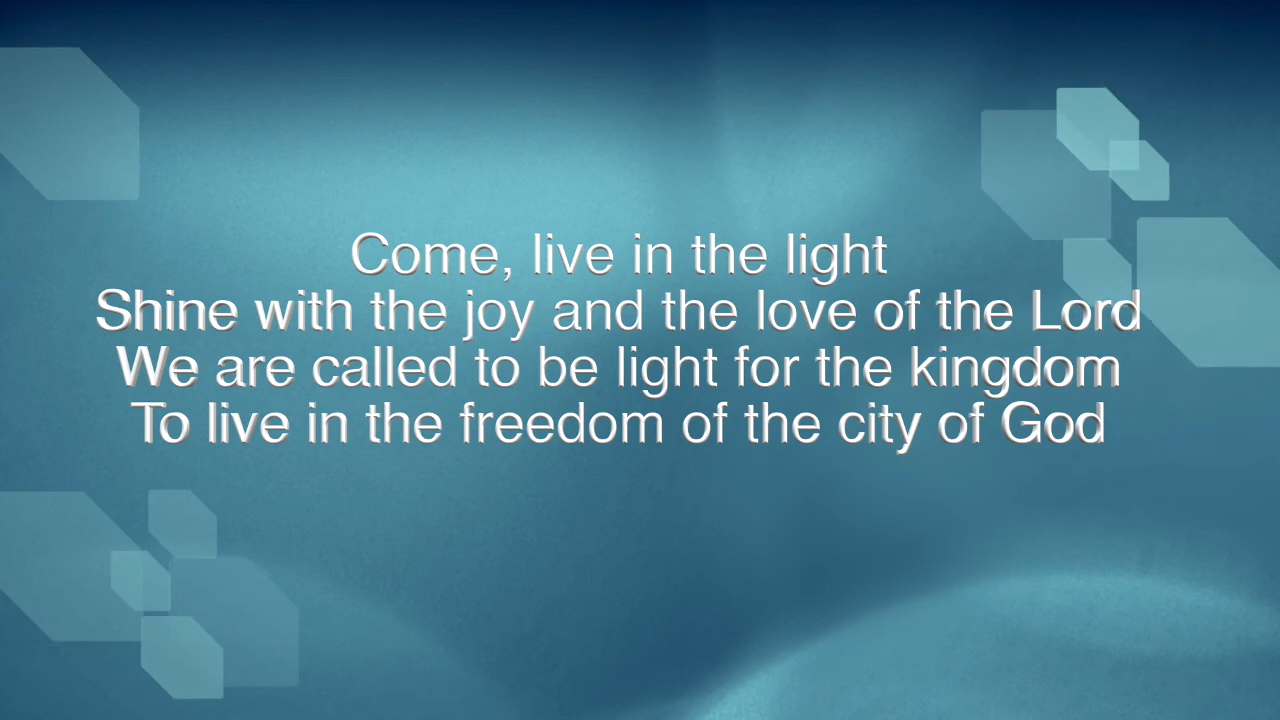 Come, live in the light
Shine with the joy and the love of the Lord
We are called to be light for the kingdom
To live in the freedom of the city of God